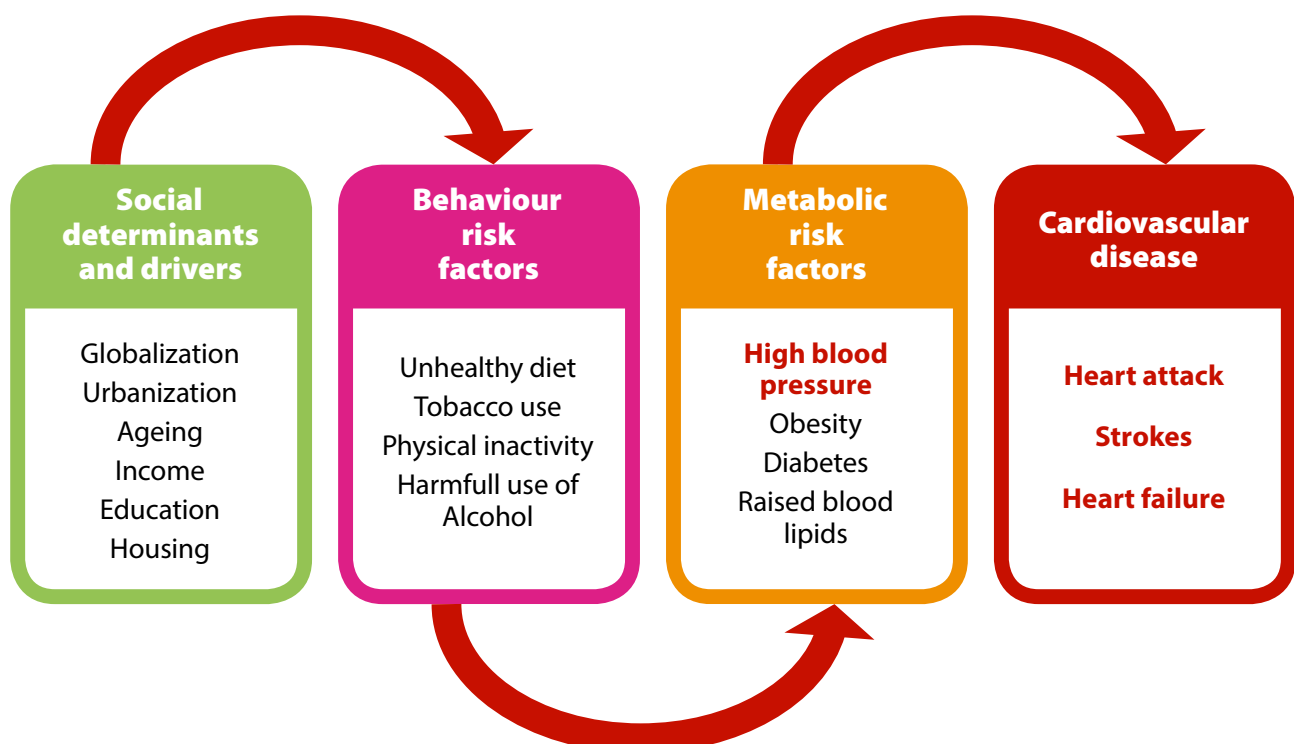 Social
determinants
and drivers
Globalization
Urbanization
Ageing
Income
Education
Housing
Behaviour
risk
factors
Unhealthy diet
Tobacco use
Physical inactivity
Harmfull use of
Alcohol
Metabolic
risk
factors
High blood
pressure
Obesity
Diabetes
Raised blood
lipids
Cardiovascular
disease
Heart attack
Strokes
Heart failure